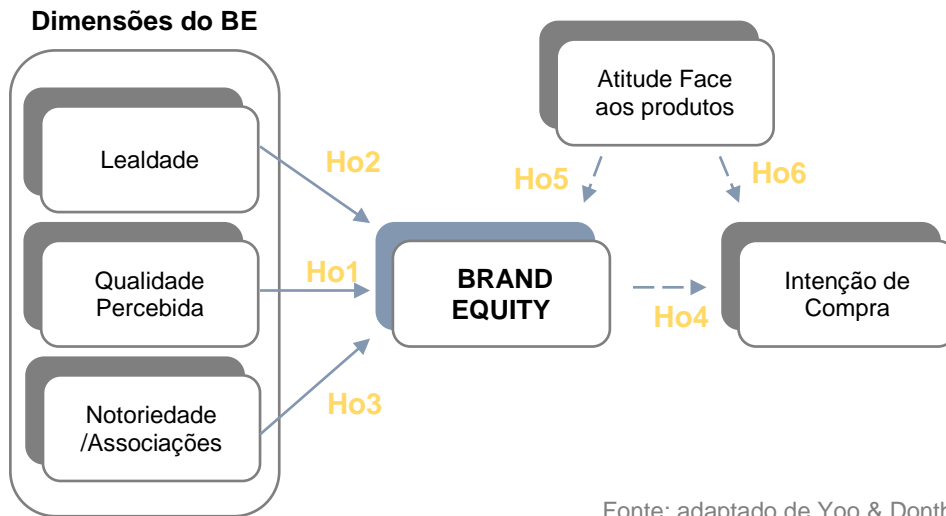 Dimensões do BE
Lealdade
Qualidade
Percebida
Notoriedade
/Associações
Ho2
Ho1
Ho3
BRAND
EQUITY
Atitude Face
aos produtos
Ho5
Ho6
Ho4
Intenção de
Compra
Fonte: adaptado de Yoo &